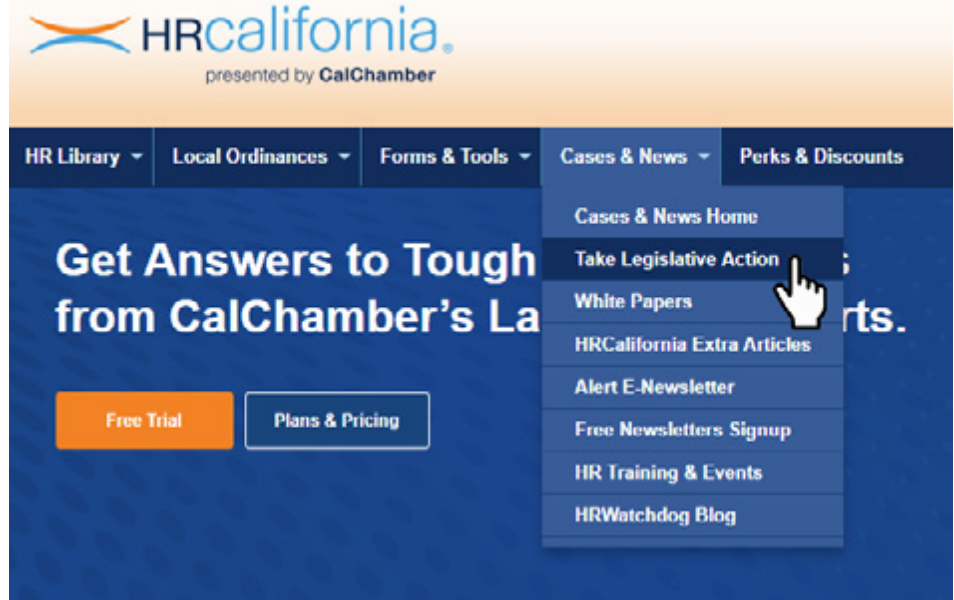 HRCalifornia®
presented by CalChamber
HR Library
Local Ordinances
Forms & Tools
Cases & News
Perks & Discounts
Get Answers to Tough
from CalChamber's La rts.
Cases & News Home
Take Legislative Action
White Papers
HRCalifornia Extra Articles
Alert E-Newsletter
Free Newsletters Signup
HR Training & Events
HRWatchdog Blog
Free Trial
Plans & Pricing